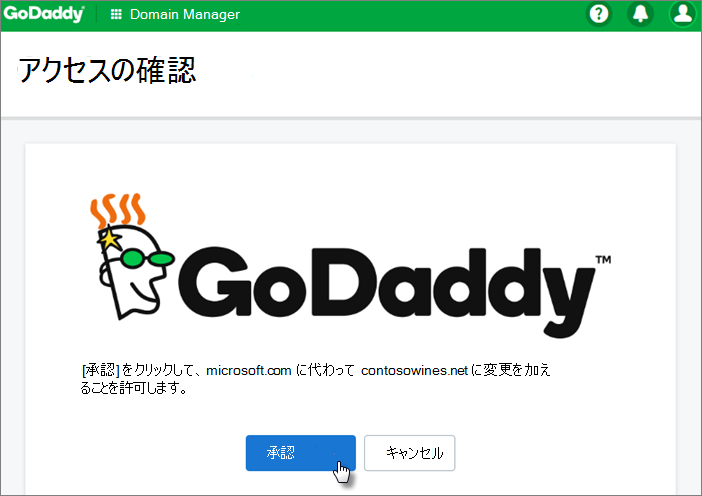 GoDaddy Domain Manager
アクセスの確認
GoDaddy™
[承認]をクリックして、microsoft.com に代わって contosowines.net に変更を加え
ることを許可します。
承認 キャンセル